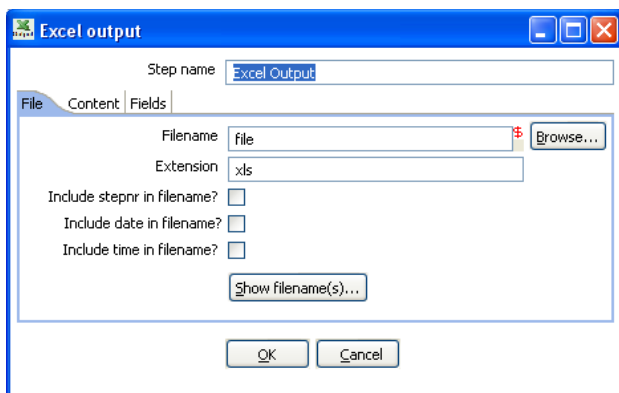 Excel output
Step name Excel Output
File Content Fields
Filename file $ Browse...
Extension xls
Include stepnr in filename?
Include date in filename?
Include time in filename?
Show filename(s)...
OK Cancel